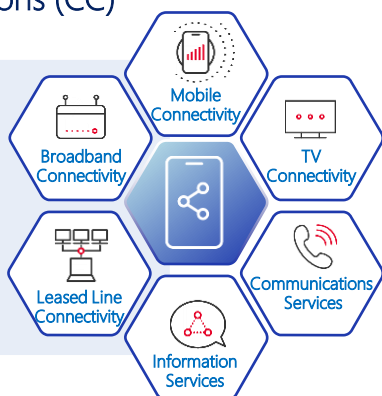 ons (CC)
Mobile
Connectivity
Broadband
Connectivity
TV
Connectivity
Leased Line
Connectivity
Communications
Services
Information
Services